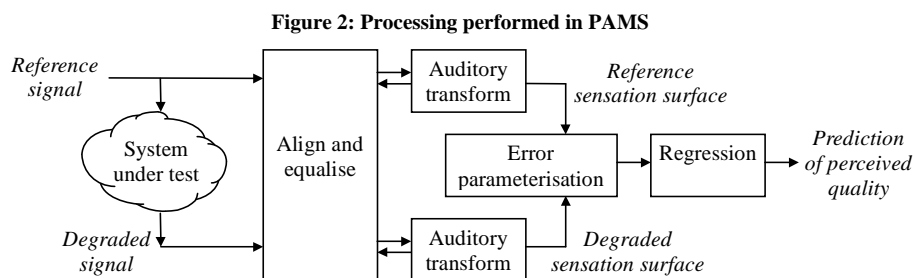 Figure 2: Processing performed in PAMS
Reference
signal
System
under test
Degraded
signal
Align and
equalise
Auditory
transform
Reference
sensation surface
Error
parameterisation
Auditory
transform
Degraded
sensation surface
Regression
Prediction
of perceived
quality